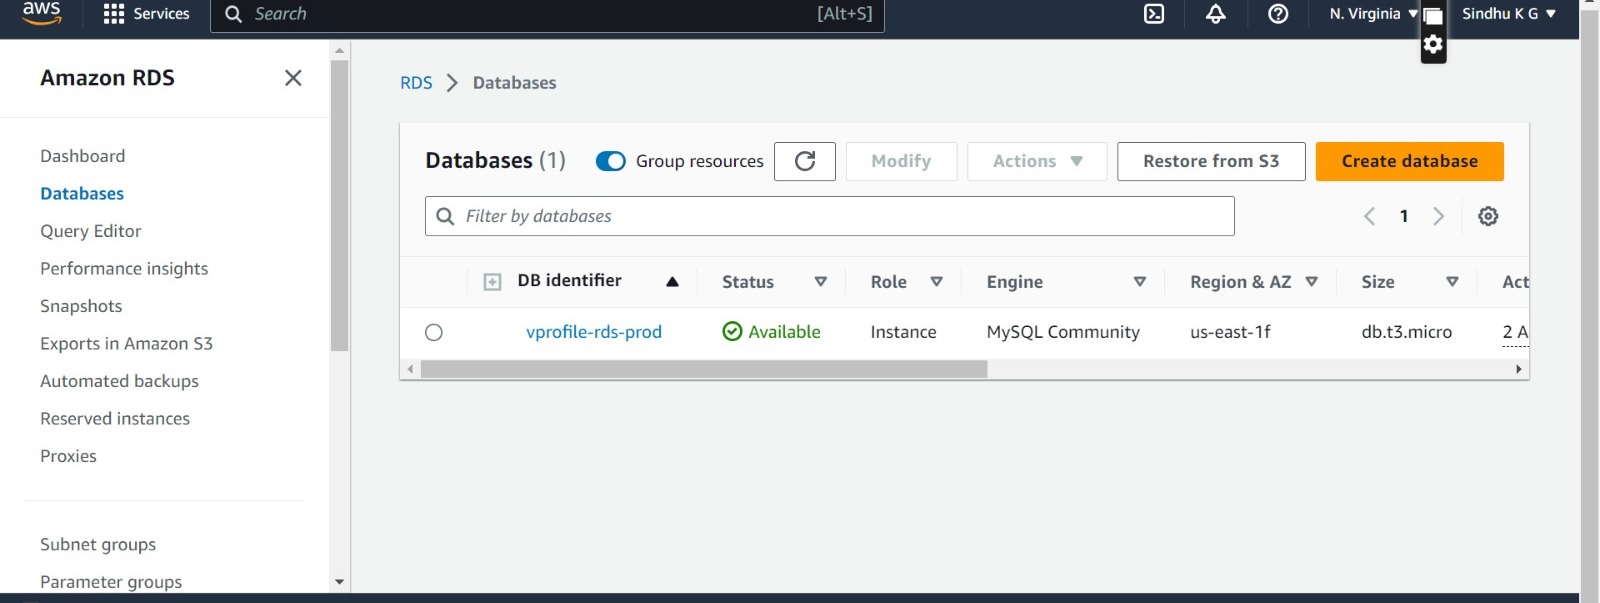 aws
Services
Search
[Alt+S]
N. Virginia
Sindhu K G
Amazon RDS
Dashboard
Databases
Query Editor
Performance insights
Snapshots
Exports in Amazon S3
Automated backups
Reserved instances
Proxies
Subnet groups
Parameter groups
RDS > Databases
Databases (1)
Group resources
Modify
Actions
Restore from S3
Create database
Filter by databases
1
DB identifier Status Role Engine Region & AZ Size Act
vprofile-rds-prod Available Instance MySQL Community us-east-1f db.t3.micro 2 A